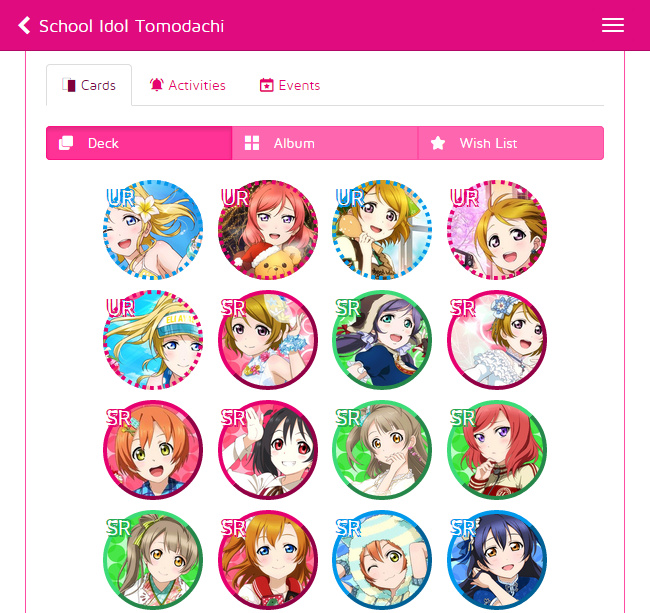 School Idol Tomodachi
Cards Activities Events
Deck Album Wish List
UR UR UR UR
UR SR SR SR
SR SR SR SR
SR SR SR SR